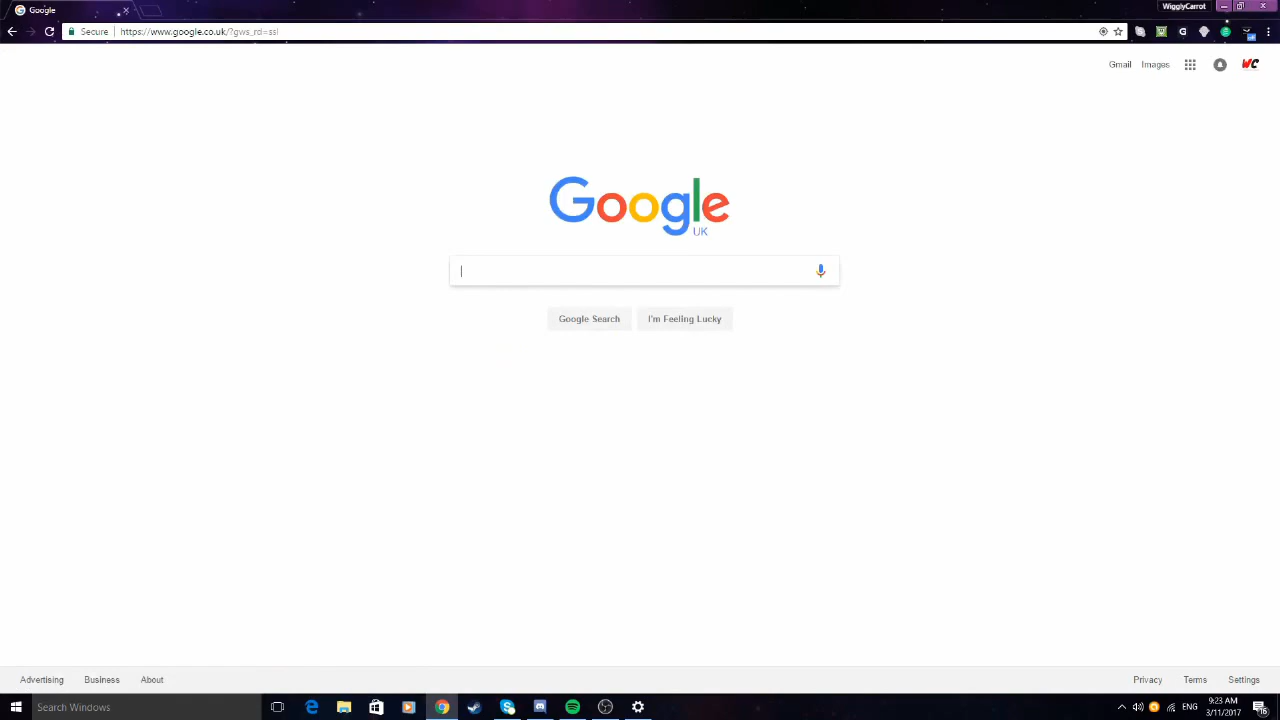 Google
WigglyCarrot
Secure
https://www.google.co.uk/?gws_rd=ssl
Gmail
Images
WC
Google
UK
Google Search
I'm Feeling Lucky
Advertising
Business
About
Privacy
Terms
Settings
Search Windows
ENG
9:23 AM
3/11/2017